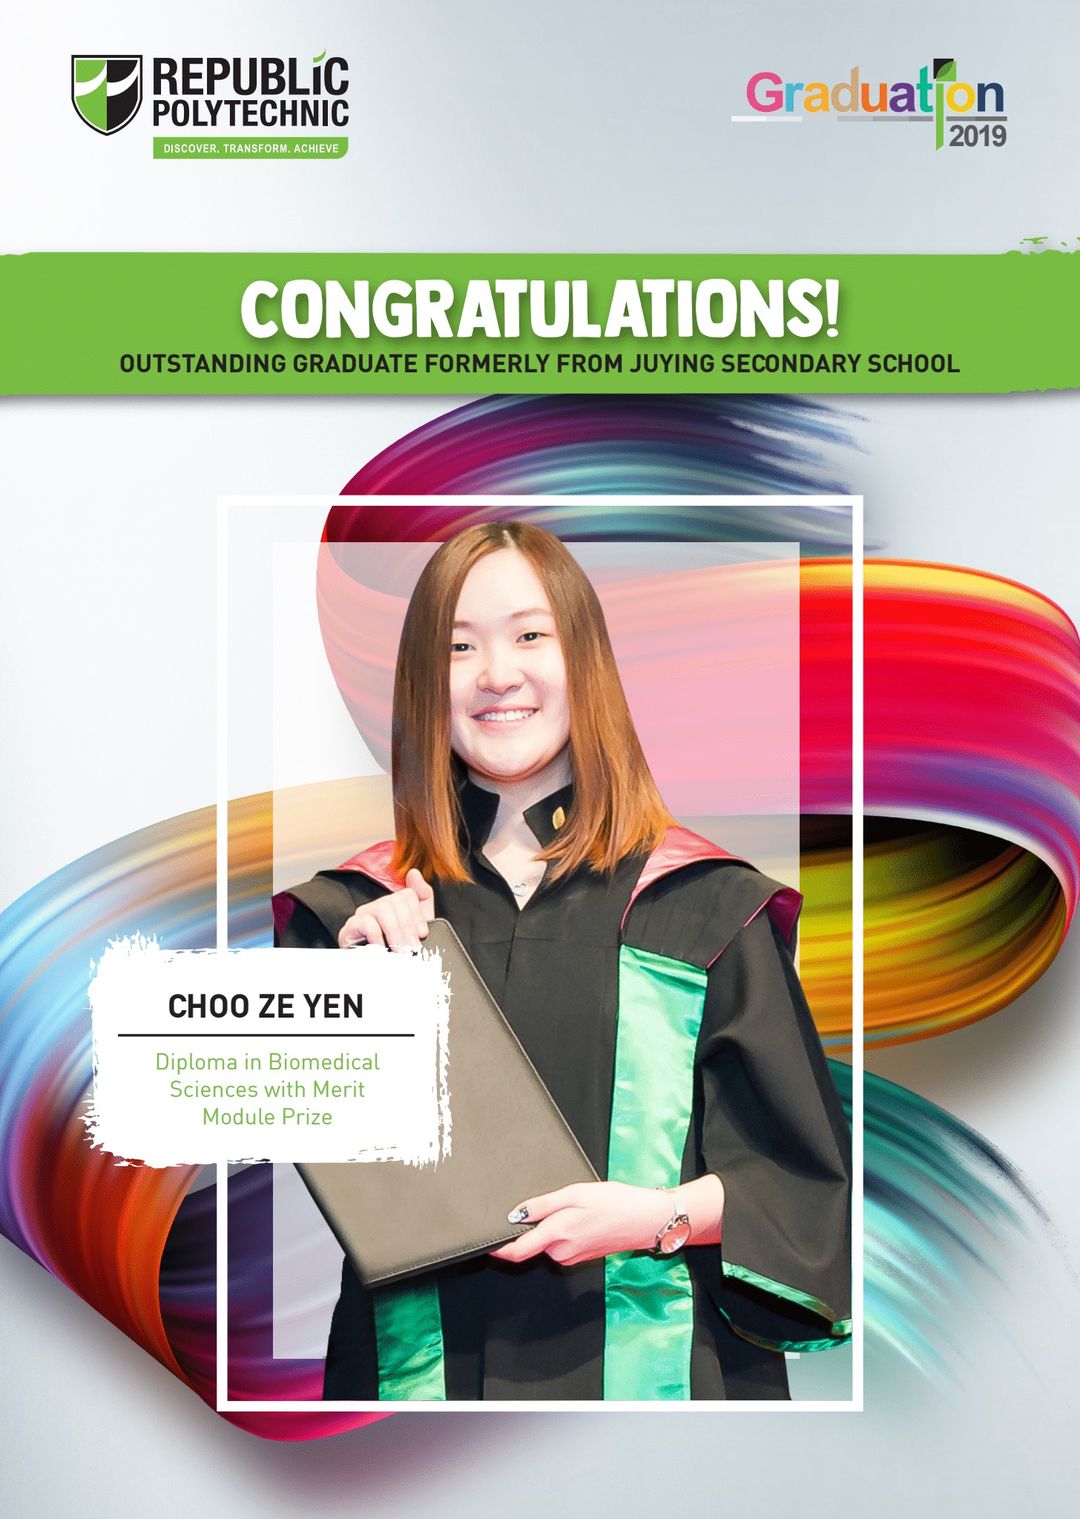 REPUBLIC
POLYTECHNIC
DISCOVER. TRANSFORM. ACHIEVE
Graduation
2019
CONGRATULATIONS!
OUTSTANDING GRADUATE FORMERLY FROM JUYING SECONDARY SCHOOL
CHOO ZE YEN
Diploma in Biomedical
Sciences with Merit
Module Prize